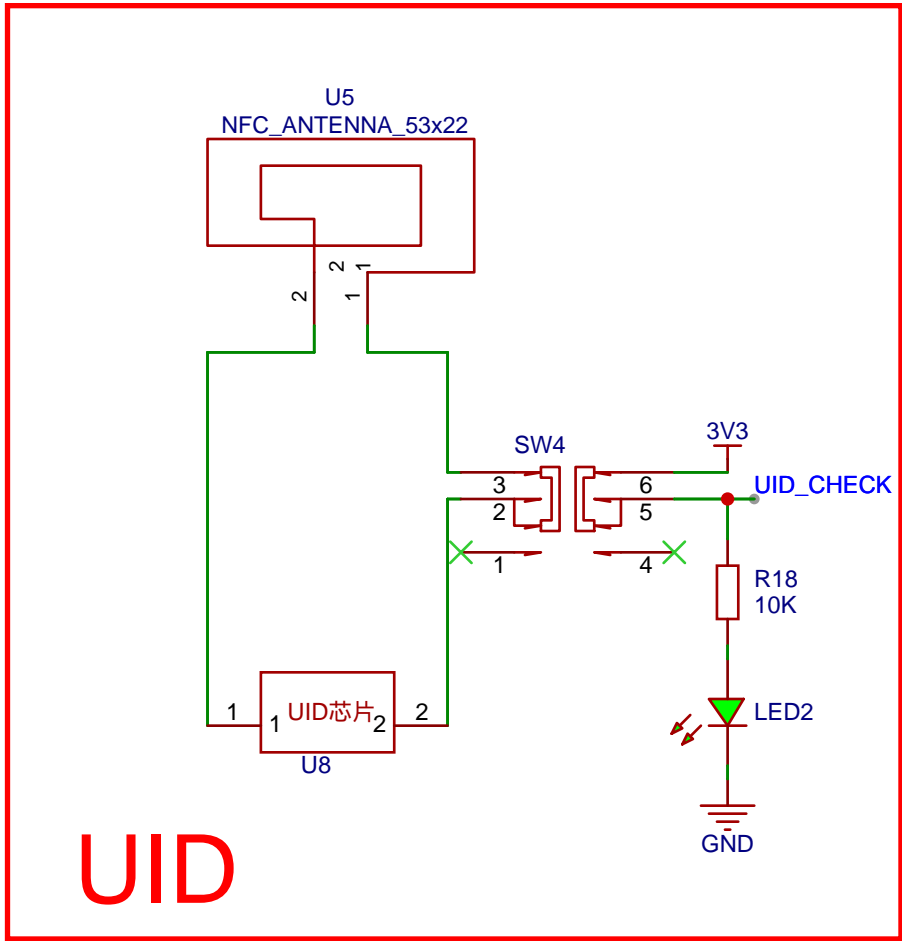 U5
NFC_ANTENNA_53x22
2
1
2
1
SW4
3V3
3
6
UID_CHECK
2
5
1
4
R18
10K
1
1
UID芯片
2
2
LED2
U8
GND
UID